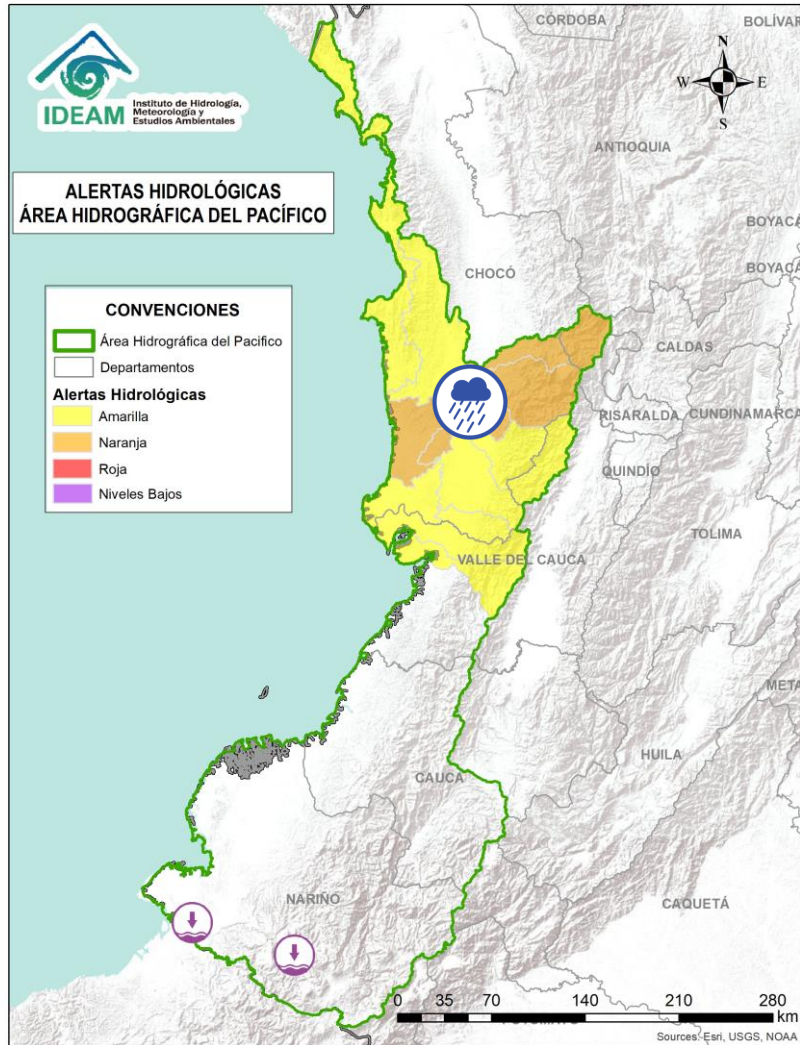 IDEAM
Instituto de Hidrología,
Meteorología y
Estudios Ambientales
ALERTAS HIDROLÓGICAS
ÁREA HIDROGRÁFICA DEL PACÍFICO
CONVENCIONES
Área Hidrográfica del Pacifico
Departamentos
Alertas Hidrológicas
Amarilla
Naranja
Roja
Niveles Bajos
N
W
E
S
CÓRDOBA
BOLÍVAR
ANTIOQUIA
BOYACÁ
BOYACÁ
CHOCÓ
CALDAS
RISARALDA
CUNDINAMARCA
QUINDÍO
TOLIMA
VALLE DEL CAUCA
META
HUILA
CAUCA
NARIÑO
CAQUETÁ
0 35 70 140 210 280
km
Sources: Esri, USGS, NOAA